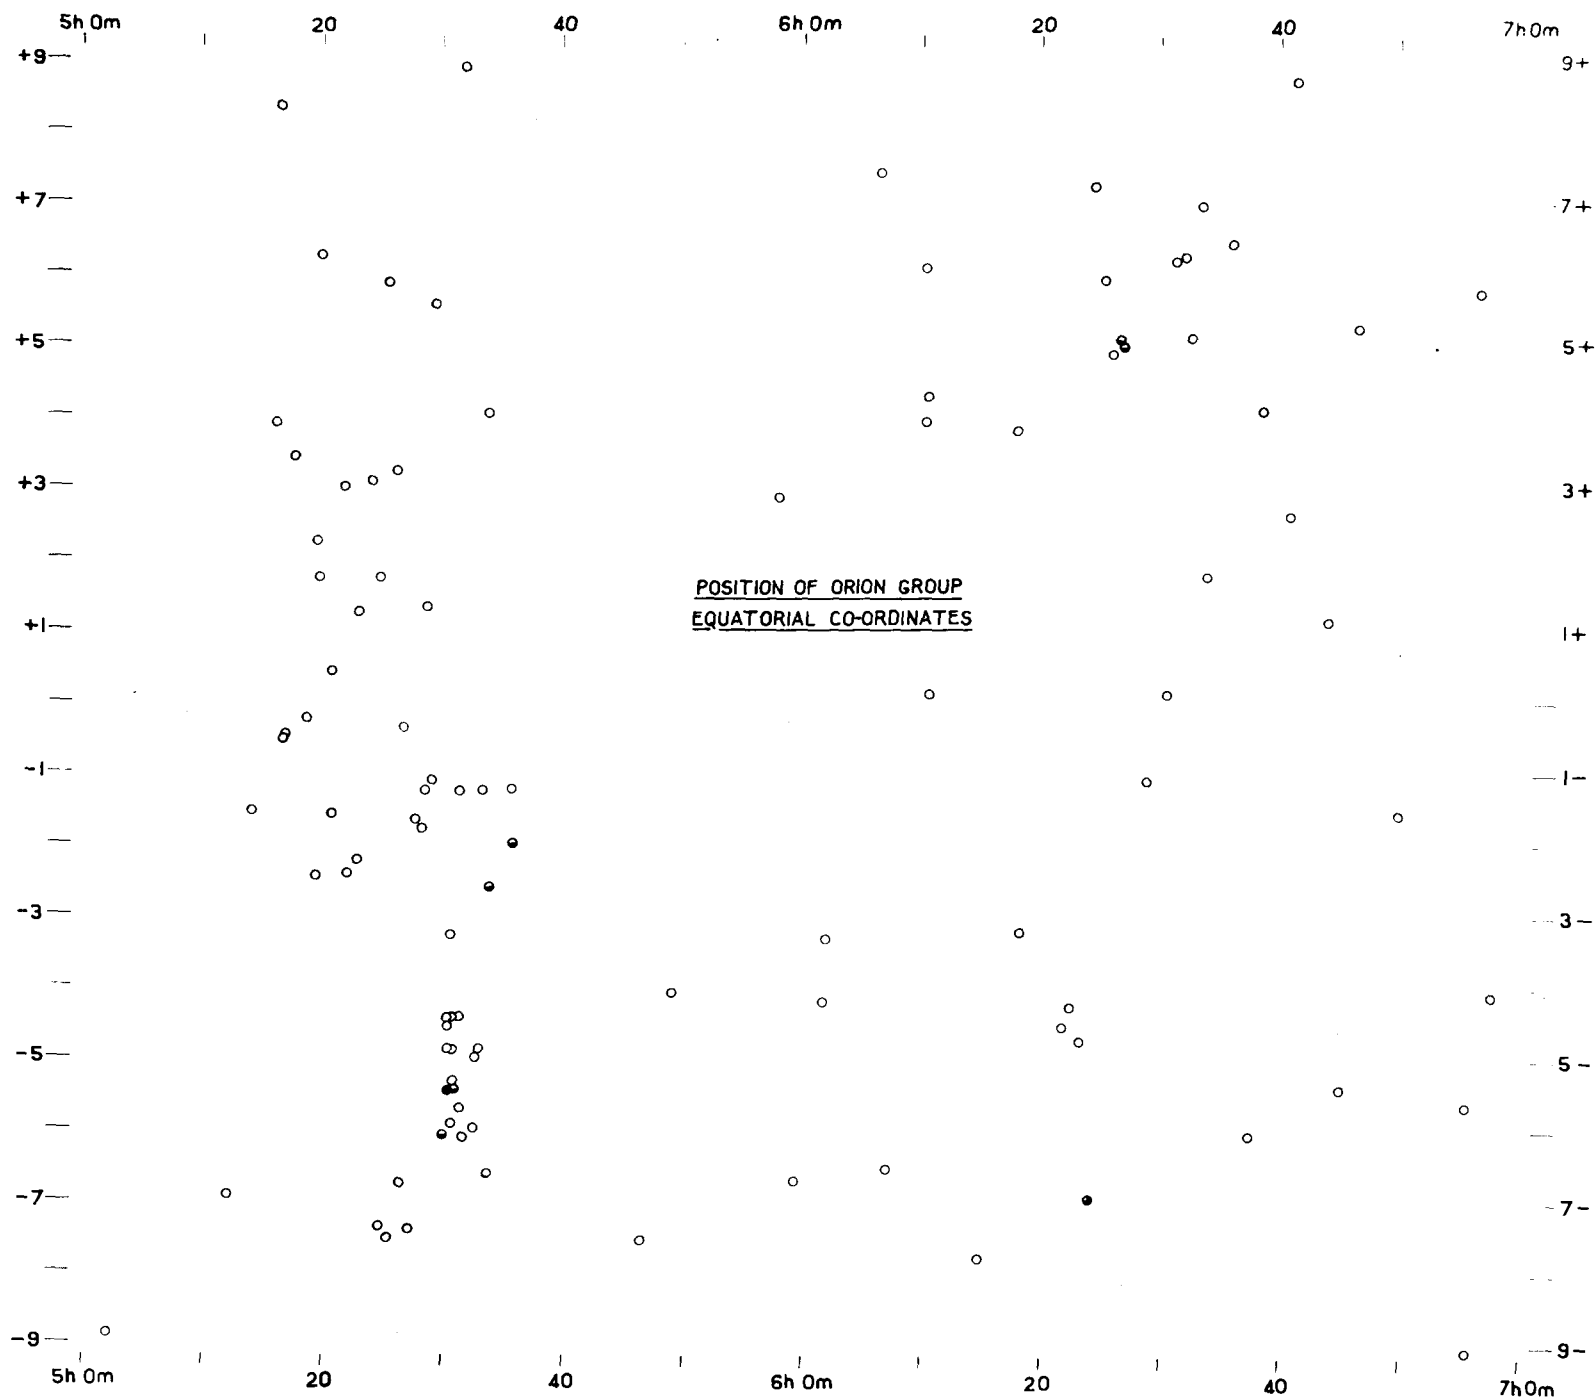 5h 0m 20 40 6h 0m 20 40 7h 0m
+9 9+
+7 7+
+5 5+
+3 3+
POSITION OF ORION GROUP
EQUATORIAL CO-ORDINATES
+1 1+
-1 1-
-3 3-
-5 5-
-7 7-
-9 9-
5h 0m 20 40 6h 0m 20 40 7h 0m